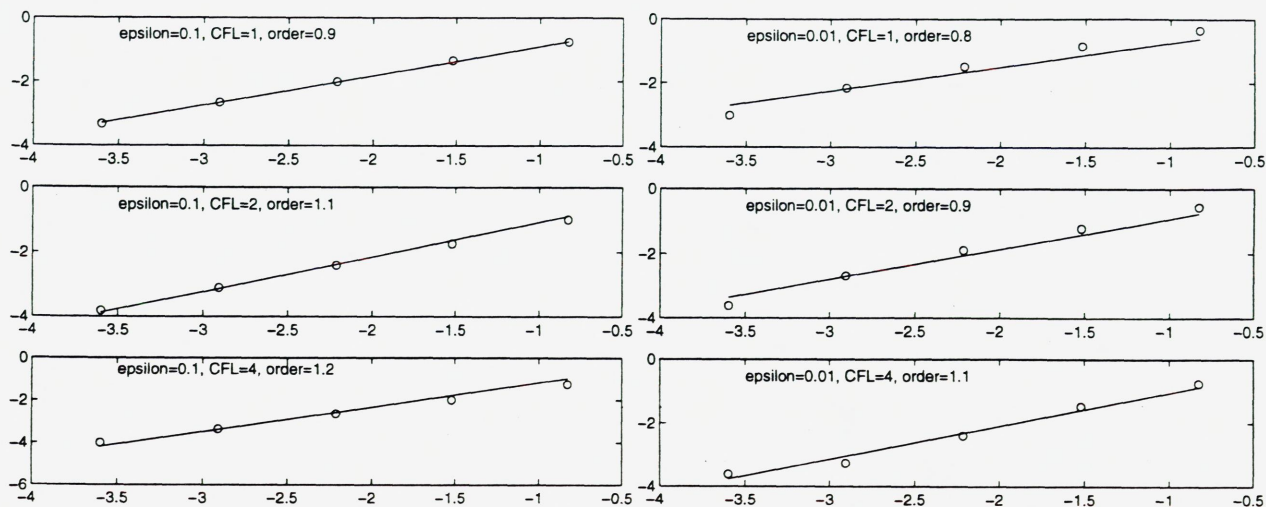 epsilon=0.1, CFL=1, order=0.9
0
−2
−4
−4 −3.5 −3 −2.5 −2 −1.5 −1 −0.5
epsilon=0.01, CFL=1, order=0.8
0
−2
−4
−4 −3.5 −3 −2.5 −2 −1.5 −1 −0.5
epsilon=0.1, CFL=2, order=1.1
0
−2
−4
−4 −3.5 −3 −2.5 −2 −1.5 −1 −0.5
epsilon=0.01, CFL=2, order=0.9
0
−2
−4
−4 −3.5 −3 −2.5 −2 −1.5 −1 −0.5
epsilon=0.1, CFL=4, order=1.2
0
−2
−4
−6
−4 −3.5 −3 −2.5 −2 −1.5 −1 −0.5
epsilon=0.01, CFL=4, order=1.1
0
−2
−4
−4 −3.5 −3 −2.5 −2 −1.5 −1 −0.5